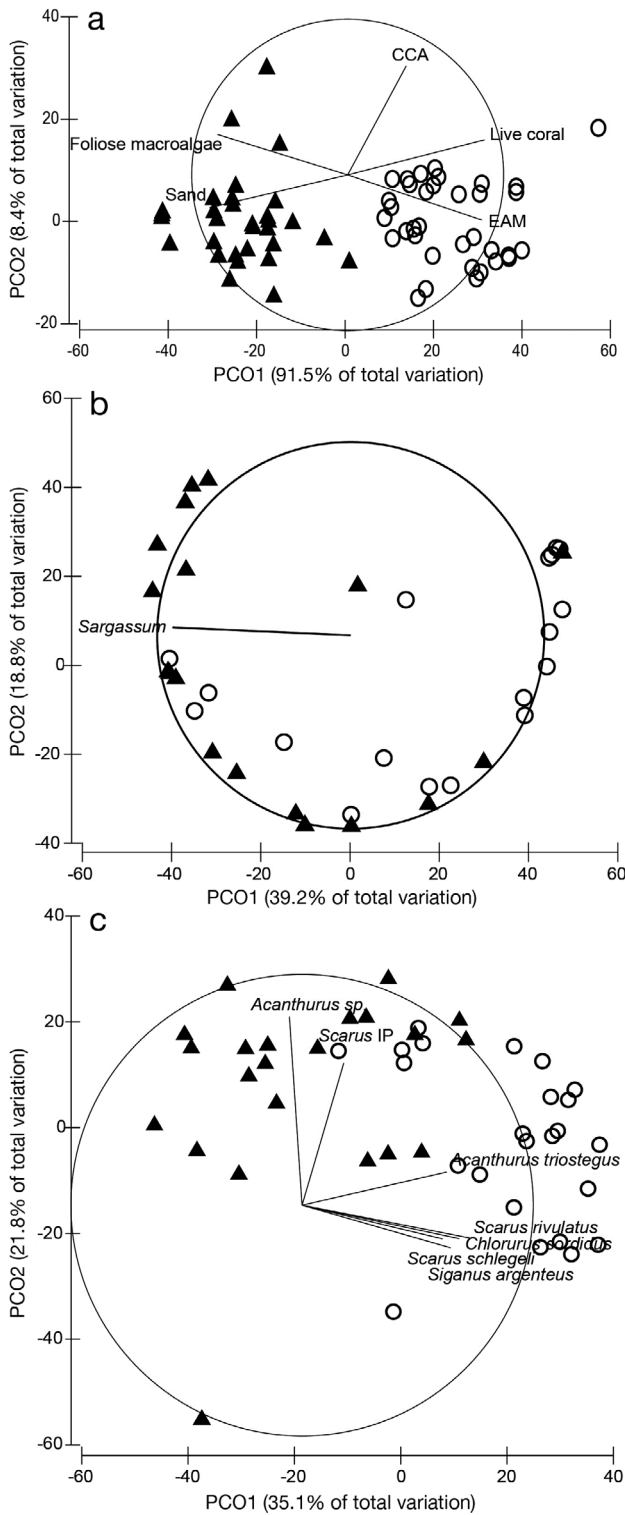 a
40
20
0
-20
PCO2 (8.4% of total variation)
CCA
Foliose macroalgae
Live coral
Sand
EAM
-60 -40 -20 0 20 40 60
PCO1 (91.5% of total variation)
b
60
40
20
0
-20
-40
PCO2 (18.8% of total variation)
Sargassum
-60 -40 -20 0 20 40 60
PCO1 (39.2% of total variation)
c
40
20
0
-20
-40
-60
PCO2 (21.8% of total variation)
Acanthurus sp
Scarus IP
Acanthurus triostegus
Scarus rivulatus
Chlorurus sordidus
Scarus schlegeli
Siganus argenteus
-60 -40 -20 0 20 40
PCO1 (35.1% of total variation)